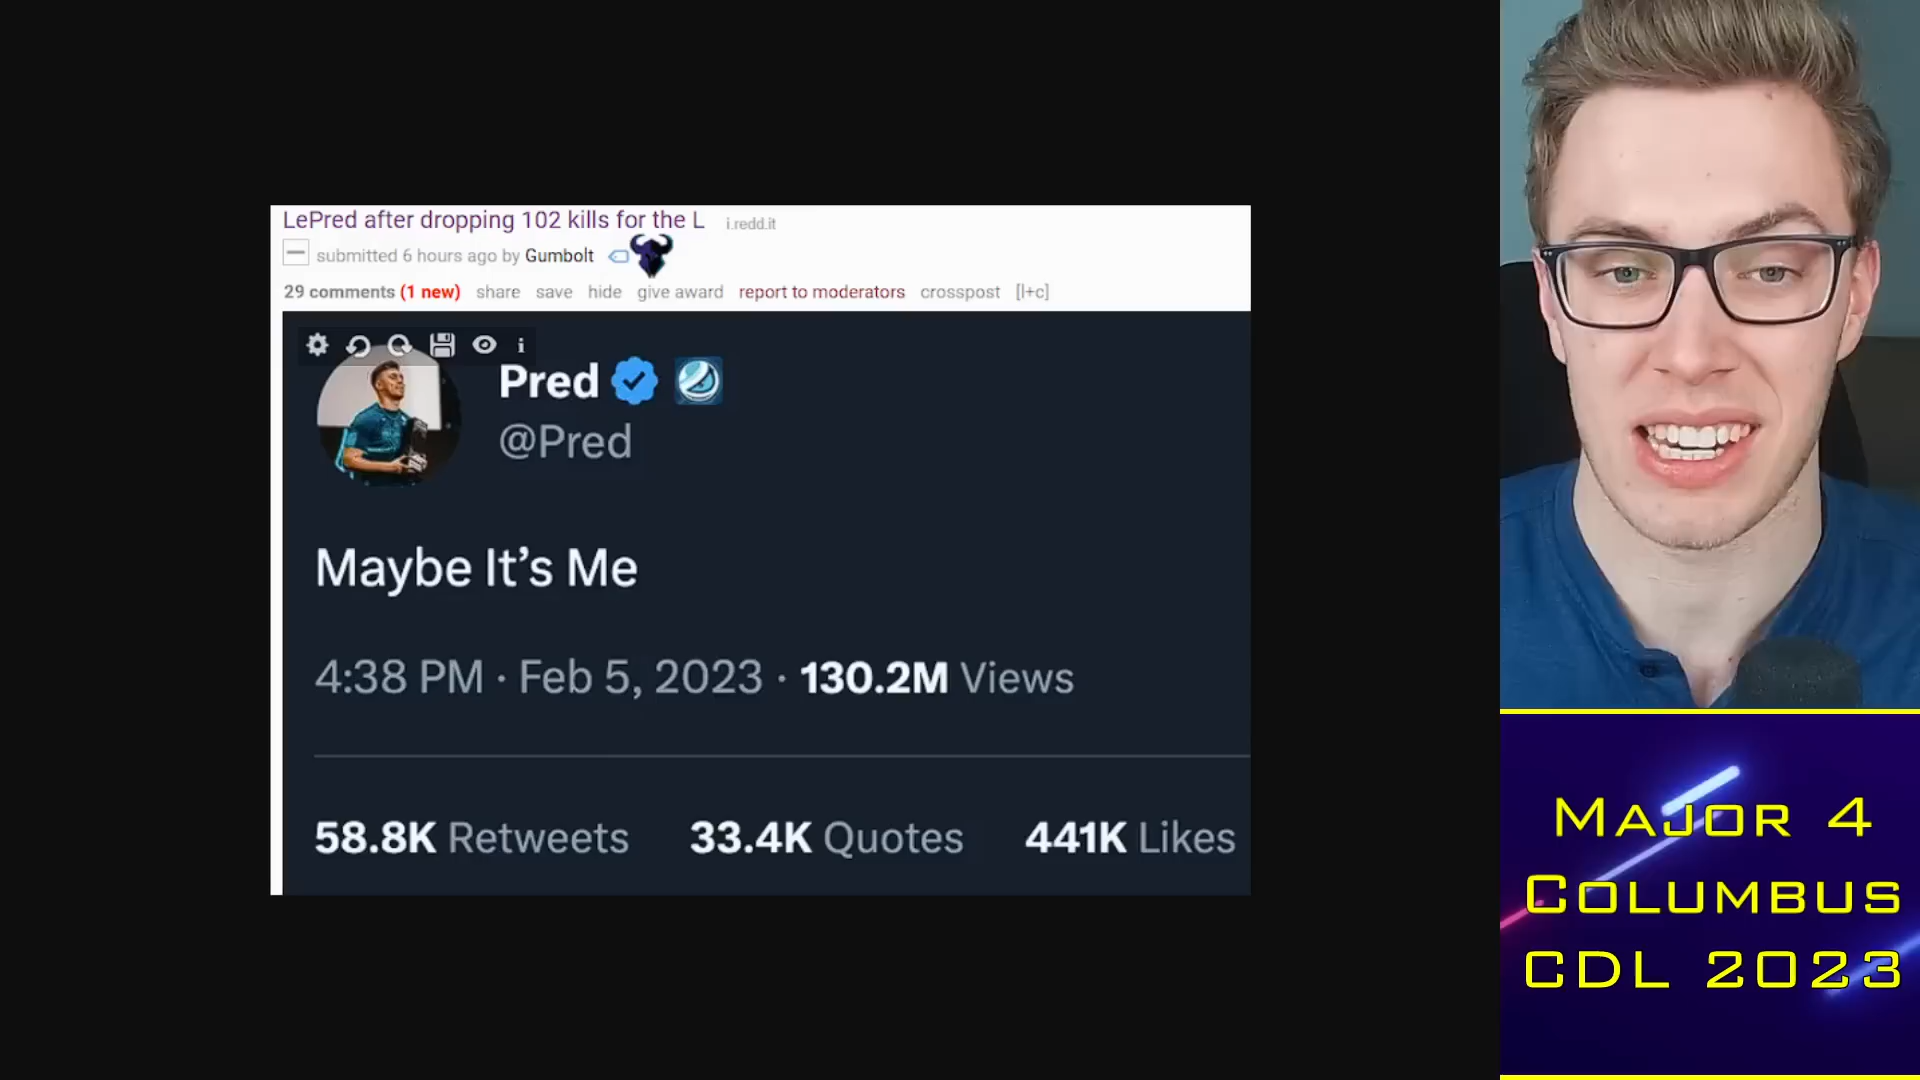 LePred after dropping 102 kills for the L i.redd.it
submitted 6 hours ago by Gumbolt
29 comments (1 new) share save hide give award report to moderators crosspost [l+c]
Pred
@Pred
Maybe It’s Me
4:38 PM · Feb 5, 2023 · 130.2M Views
58.8K Retweets 33.4K Quotes 441K Likes
Major 4
Columbus
CDL 2023